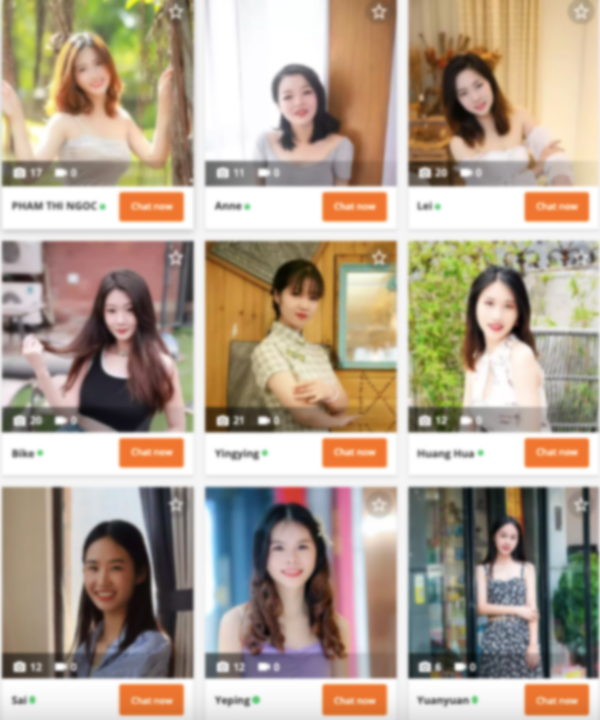 17 0
11 0
20 0
PHAM THI NGOC Chat now
Anne Chat now
Lei Chat now
20 0
21 0
12 0
Bike Chat now
Yingying Chat now
Huang Hua Chat now
12 0
12 0
6 0
Sai Chat now
Yeping Chat now
Yuanyuan Chat now